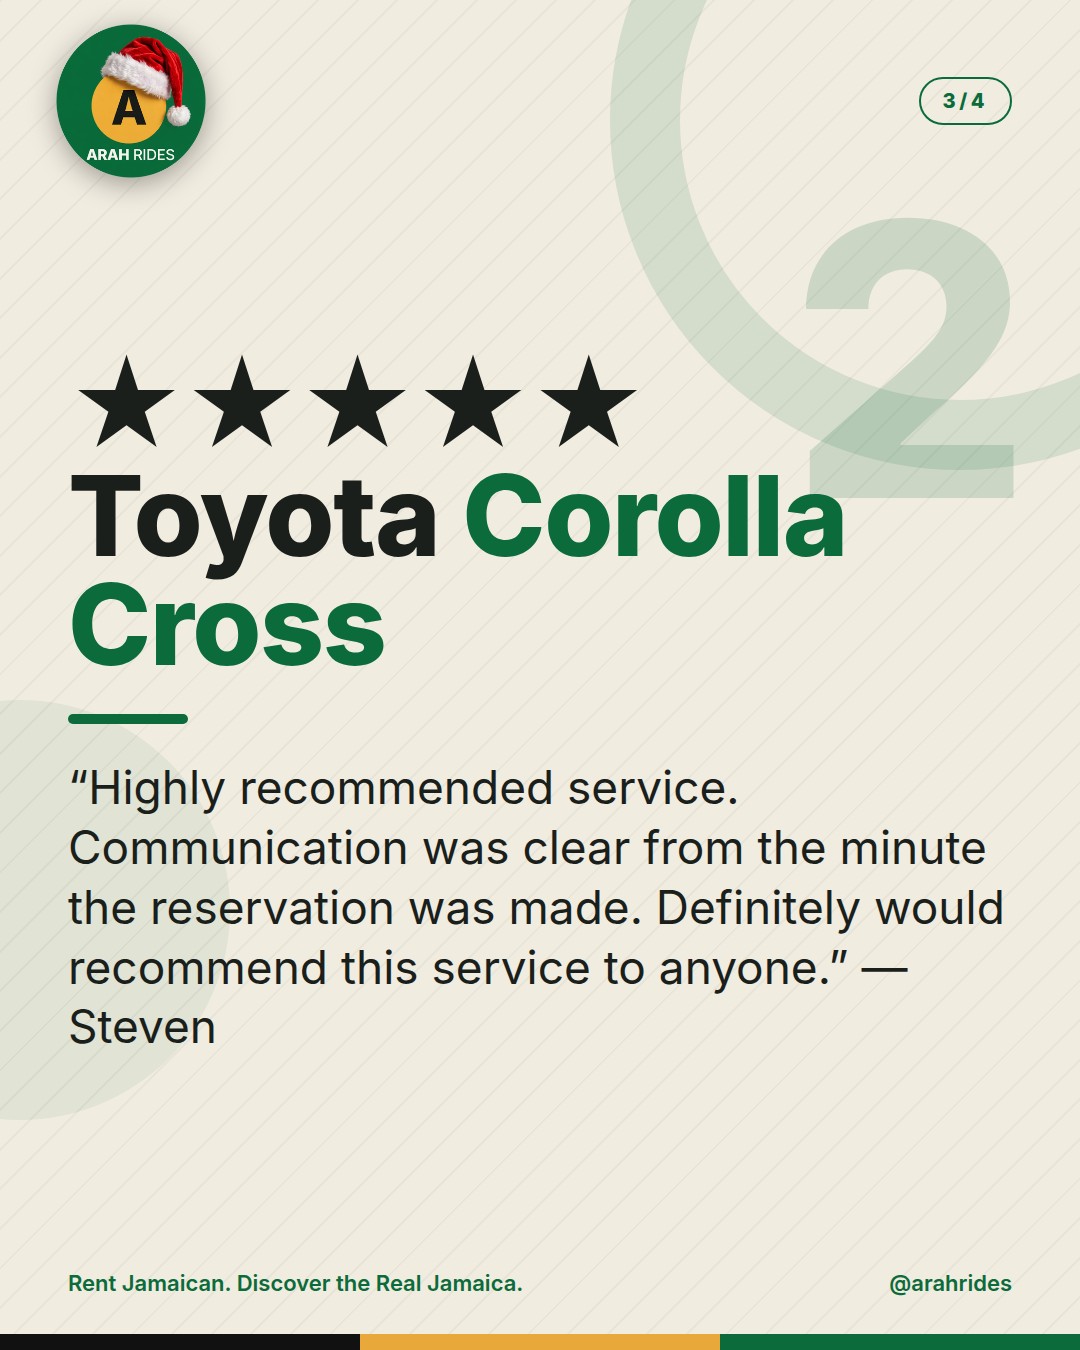 A
ARAH RIDES
3/4
2
★★★★★
Toyota Corolla
Cross
“Highly recommended service.
Communication was clear from the minute
the reservation was made. Definitely would
recommend this service to anyone.” —
Steven
Rent Jamaican. Discover the Real Jamaica.
@arahrides